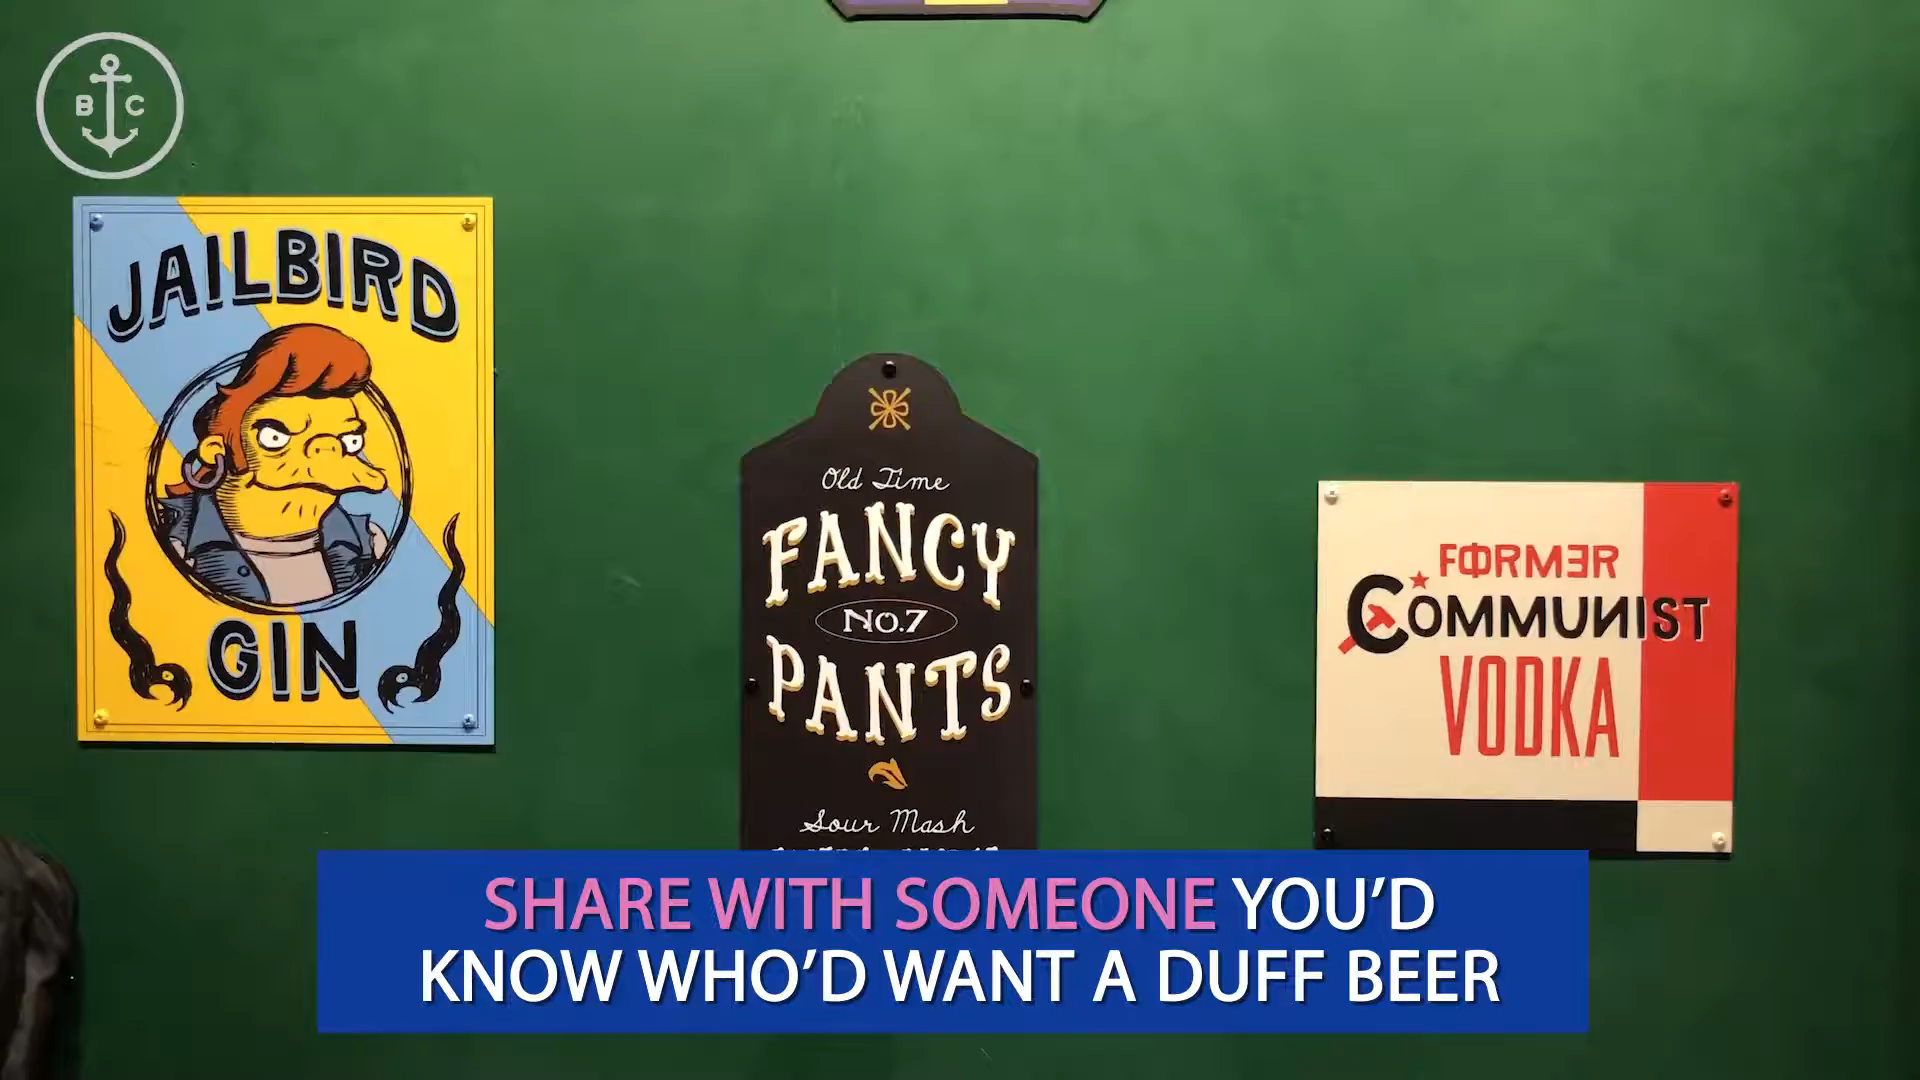 B C
JAILBIRD
GIN
Old Time
FANCY
No.7
PANTS
Sour Mash
FORMER
COMMUNIST
VODKA
SHARE WITH SOMEONE YOU'D
KNOW WHO'D WANT A DUFF BEER